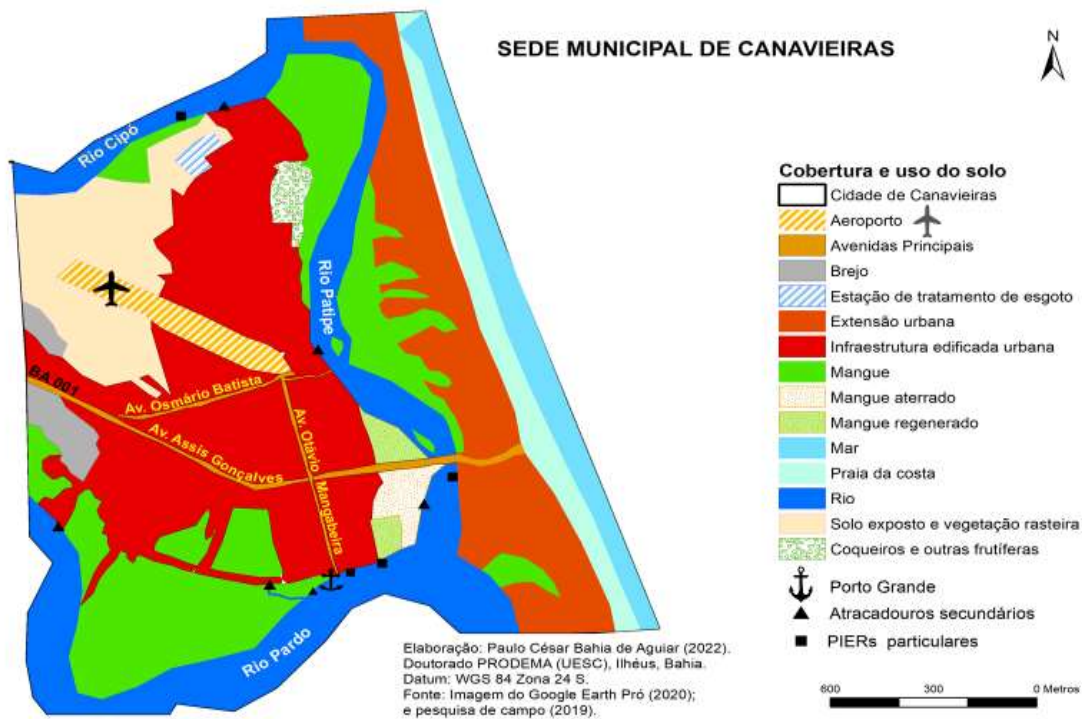 SEDE MUNICIPAL DE CANAVIEIRAS
N
Rio Cipó
Rio Patipe
BA 001
Av. Osmário Batista
Av. Assis Gonçalves
Av. Otávio Mangabeira
Rio Pardo
Cobertura e uso do solo
Cidade de Canavieiras
Aeroporto
Avenidas Principais
Brejo
Estação de tratamento de esgoto
Extensão urbana
Infraestrutura edificada urbana
Mangue
Mangue aterrado
Mangue regenerado
Mar
Praia da costa
Rio
Solo exposto e vegetação rasteira
Coqueiros e outras frutíferas
Porto Grande
Atracadouros secundários
PIERs particulares
Elaboração: Paulo César Bahia de Aguiar (2022).
Doutorado PRODEMA (UESC), Ilhéus, Bahia.
Datum: WGS 84 Zona 24 S.
Fonte: Imagem do Google Earth Pró (2020);
e pesquisa de campo (2019).
600 300 0 Metros